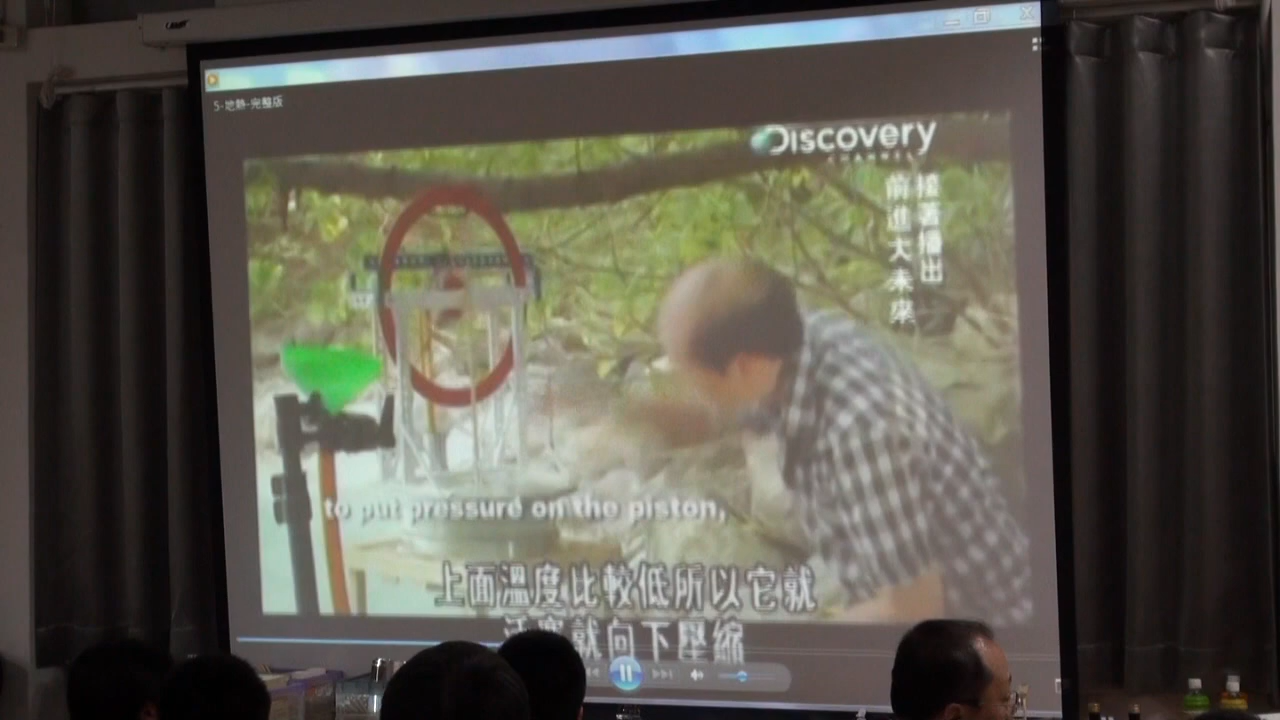 5-地熱-完整版
Discovery
CHANNEL
接著播出
前進大未來
to put pressure on the piston,
上面溫度比較低所以它就
活塞就向下壓縮